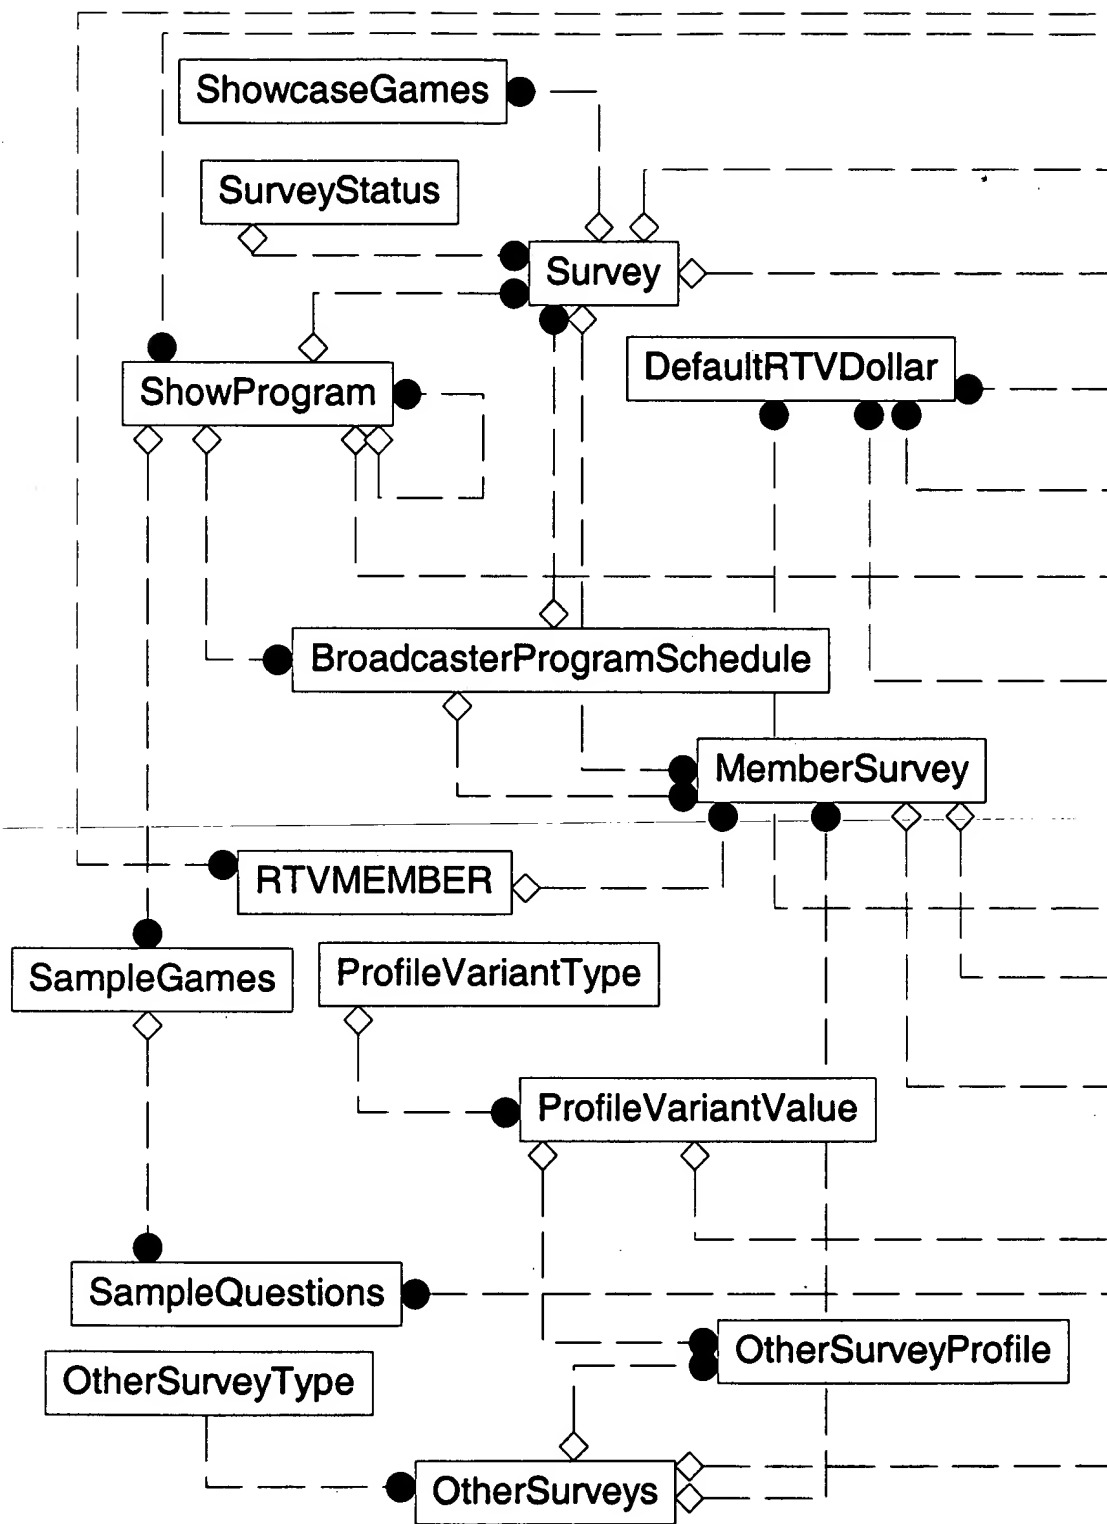 ShowcaseGames
SurveyStatus
Survey
DefaultRTVDollar
ShowProgram
BroadcasterProgramSchedule
MemberSurvey
RTVMEMBER
SampleGames
ProfileVariantType
ProfileVariantValue
SampleQuestions
OtherSurveyProfile
OtherSurveyType
OtherSurveys